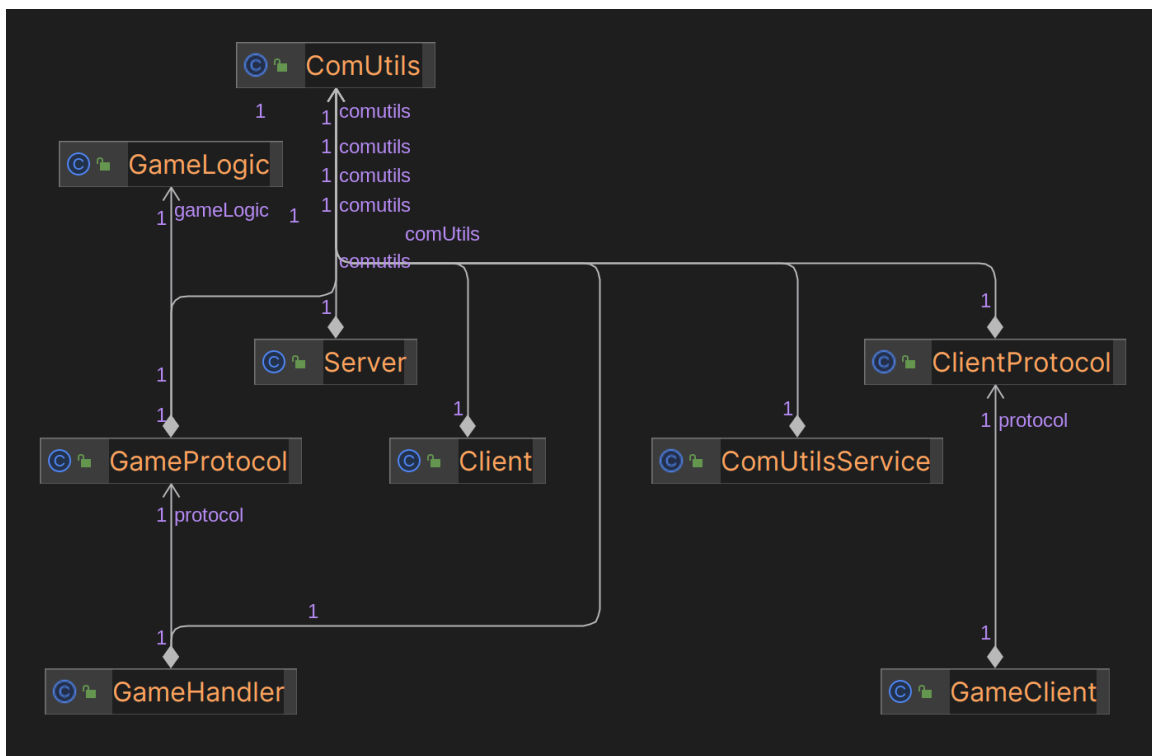 ComUtils
1
1 comutils
1 comutils
GameLogic
1 comutils
1 gameLogic
1
1 comutils
comUtils
comutils
1
1
Server
ClientProtocol
1
1
1
1
1 protocol
GameProtocol
Client
ComUtilsService
1 protocol
1
1
1
GameHandler
GameClient